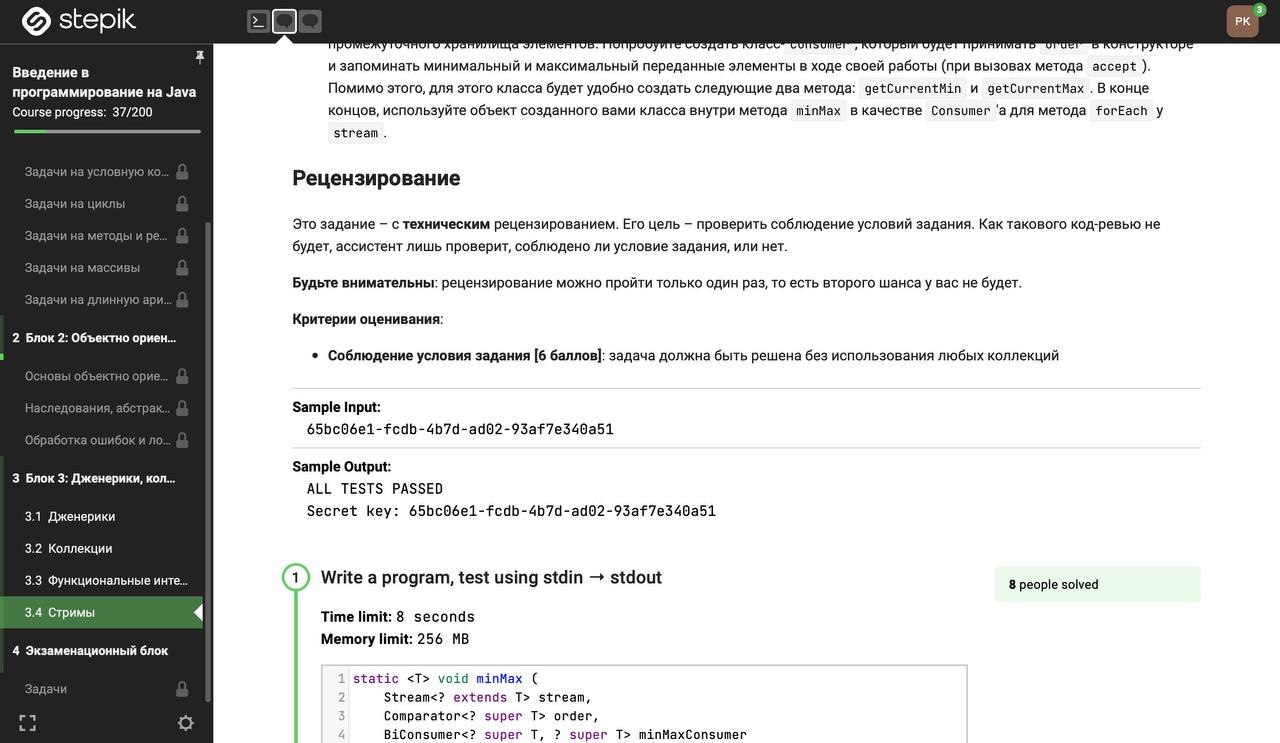 stepik
PK
3
Введение в
программирование на Java
Course progress: 37/200
Задачи на условную ко...
Задачи на циклы
Задачи на методы и ре...
Задачи на массивы
Задачи на длинную ари...
2 Блок 2: Объектно ориен...
Основы объектно орие...
Наследования, абстрак...
Обработка ошибок и ло...
3 Блок 3: Дженерики, кол...
3.1 Дженерики
3.2 Коллекции
3.3 Функциональные инте...
3.4 Стримы
4 Экзаменационный блок
Задачи
промежуточного хранилища элементов. Попробуйте создать класс- Consumer , который будет принимать order в конструкторе
и запоминать минимальный и максимальный переданные элементы в ходе своей работы (при вызовах метода accept ).
Помимо этого, для этого класса будет удобно создать следующие два метода: getCurrentMin и getCurrentMax . В конце
концов, используйте объект созданного вами класса внутри метода minMax в качестве Consumer 'а для метода forEach у
stream .
Рецензирование
Это задание – с техническим рецензированием. Его цель – проверить соблюдение условий задания. Как такового код-ревью не
будет, ассистент лишь проверит, соблюдено ли условие задания, или нет.
Будьте внимательны: рецензирование можно пройти только один раз, то есть второго шанса у вас не будет.
Критерии оценивания:
• Соблюдение условия задания [6 баллов]: задача должна быть решена без использования любых коллекций
Sample Input:
65bc06e1-fcdb-4b7d-ad02-93af7e340a51
Sample Output:
ALL TESTS PASSED
Secret key: 65bc06e1-fcdb-4b7d-ad02-93af7e340a51
1 Write a program, test using stdin → stdout
8 people solved
Time limit: 8 seconds
Memory limit: 256 MB
1 static <T> void minMax (
2 Stream<? extends T> stream,
3 Comparator<? super T> order,
4 BiConsumer<? super T, ? super T> minMaxConsumer